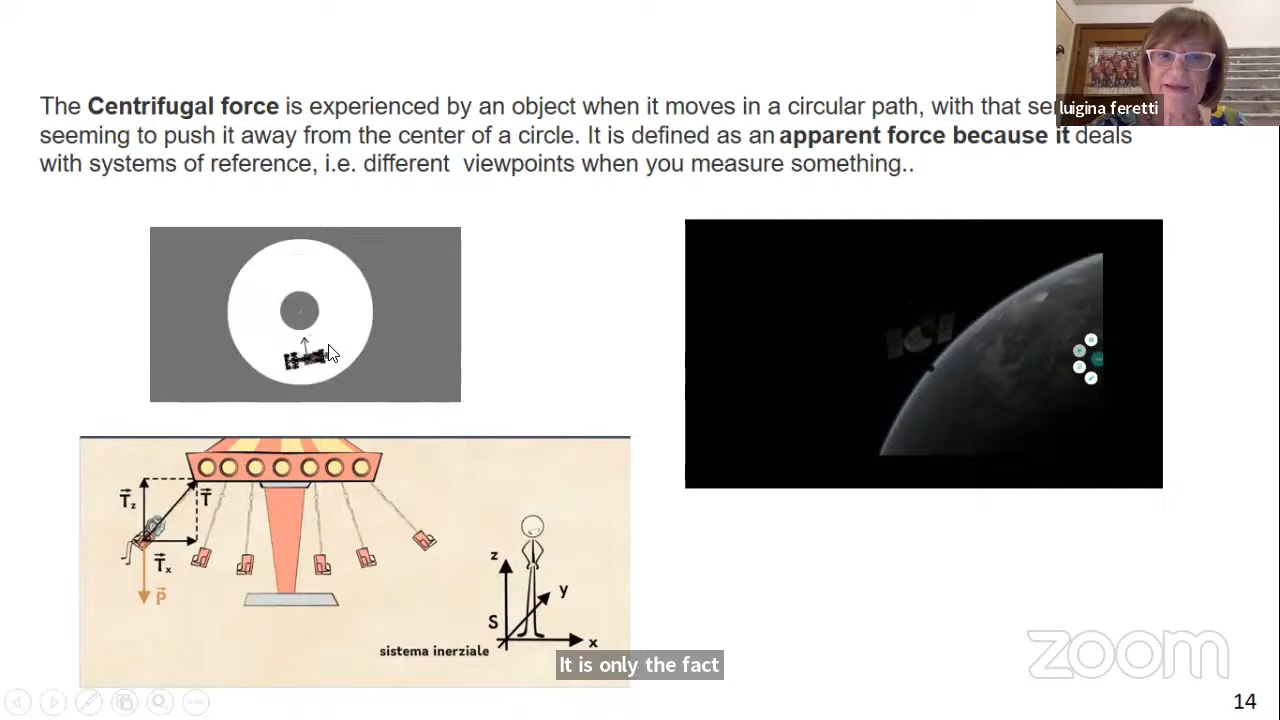 The Centrifugal force is experienced by an object when it moves in a circular path, with that
luigina feretti
seeming to push it away from the center of a circle. It is defined as an apparent force because it deals
with systems of reference, i.e. different viewpoints when you measure something..
ICI
T
Tz
Tx
P
z
y
S
x
sistema inerziale
It is only the fact
zoom
14